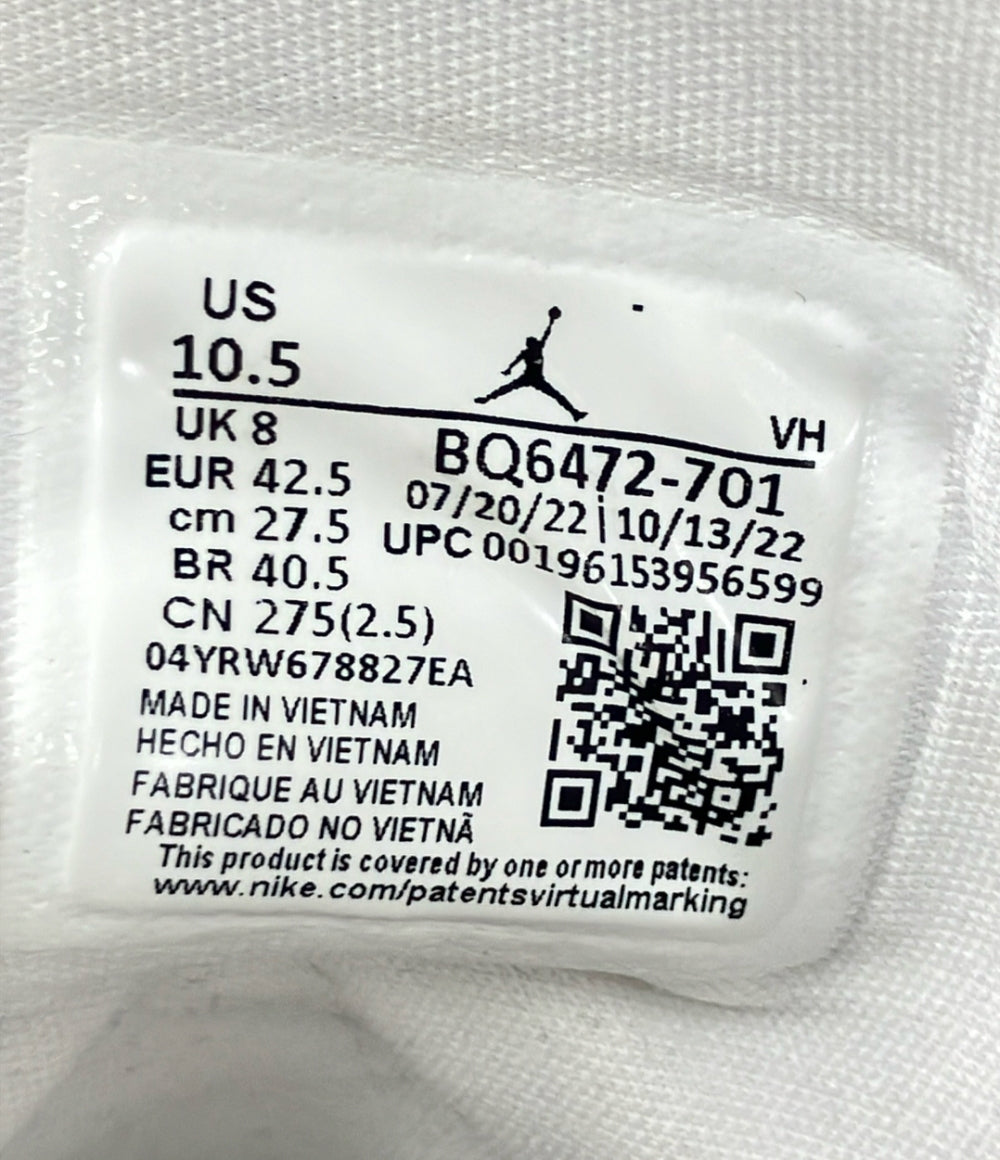 US
10.5
VH
UK 8
BQ6472-701
EUR 42.5
07/20/22 | 10/13/22
cm 27.5
UPC 00196153956599
BR 40.5
CN 275(2.5)
04YRW678827EA
MADE IN VIETNAM
HECHO EN VIETNAM
FABRIQUE AU VIETNAM
FABRICADO NO VIETNÃ
This product is covered by one or more patents:
www.nike.com/patentsvirtualmarking